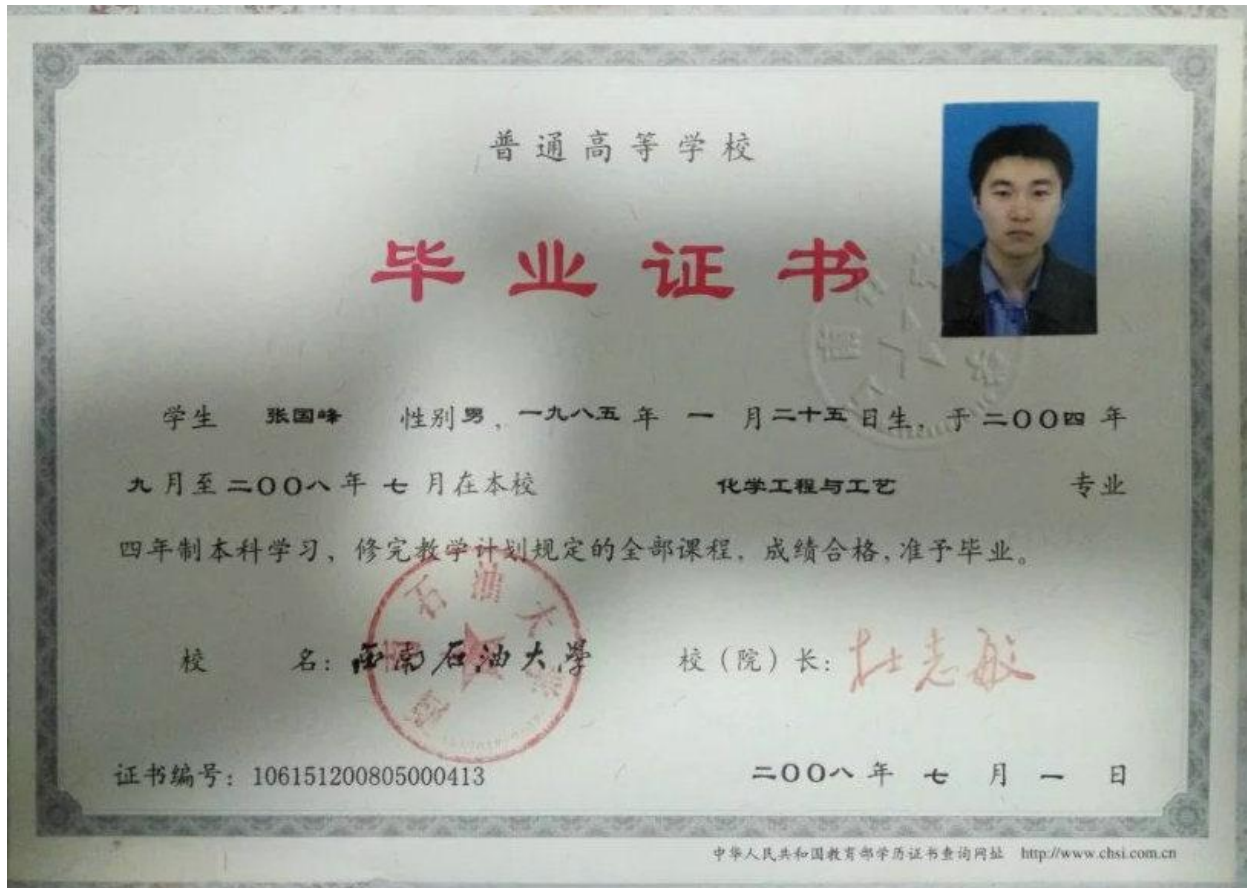 普通高等学校
毕业证书
学生 张国峰 性别男，一九八五年 一 月二十五日生，于二〇〇四年
九月至二〇〇八年 七 月在本校 化学工程与工艺 专业
四年制本科学习，修完教学计划规定的全部课程，成绩合格，准予毕业。
校 名：西南石油大学 校（院）长：杜志敏
证书编号：106151200805000413 二〇〇八年 七 月 一 日
中华人民共和国教育部学历证书查询网址 http://www.chsi.com.cn